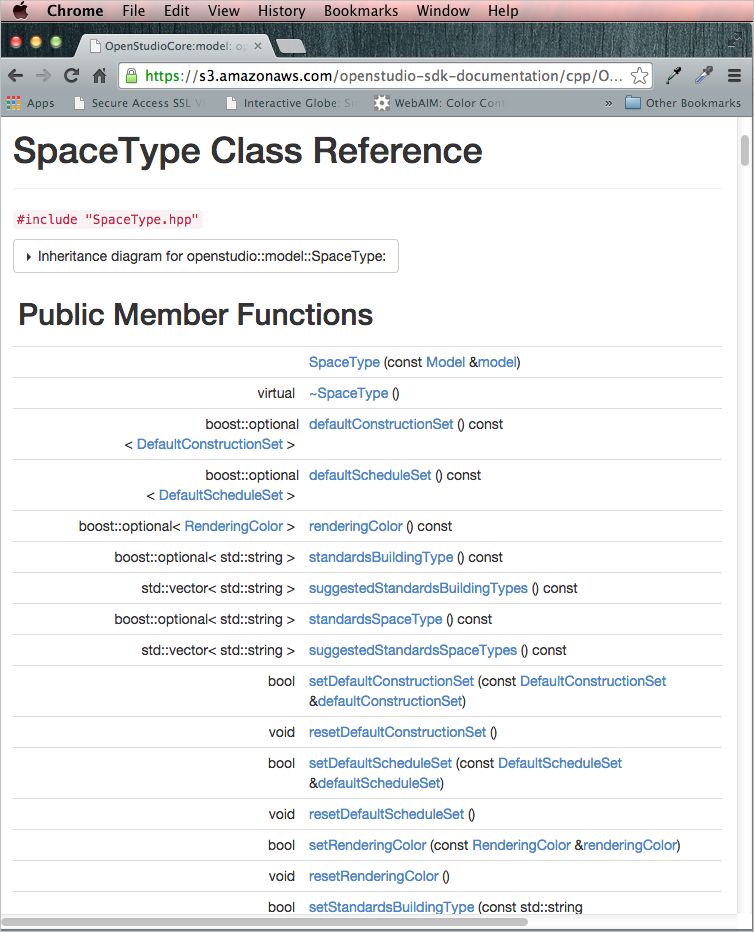 Chrome File Edit View History Bookmarks Window Help
OpenStudioCore:model: op
https://s3.amazonaws.com/openstudio-sdk-documentation/cpp/O...
Apps Secure Access SSL V Interactive Globe: S WebAIM: Color Con » Other Bookmarks
SpaceType Class Reference
#include "SpaceType.hpp"
Inheritance diagram for openstudio::model::SpaceType:
Public Member Functions
SpaceType (const Model &model)
virtual ~SpaceType ()
boost::optional defaultConstructionSet () const
< DefaultConstructionSet >
boost::optional defaultScheduleSet () const
< DefaultScheduleSet >
boost::optional< RenderingColor > renderingColor () const
boost::optional< std::string > standardsBuildingType () const
std::vector< std::string > suggestedStandardsBuildingTypes () const
boost::optional< std::string > standardsSpaceType () const
std::vector< std::string > suggestedStandardsSpaceTypes () const
bool setDefaultConstructionSet (const DefaultConstructionSet
&defaultConstructionSet)
void resetDefaultConstructionSet ()
bool setDefaultScheduleSet (const DefaultScheduleSet
&defaultScheduleSet)
void resetDefaultScheduleSet ()
bool setRenderingColor (const RenderingColor &renderingColor)
void resetRenderingColor ()
bool setStandardsBuildingType (const std::string